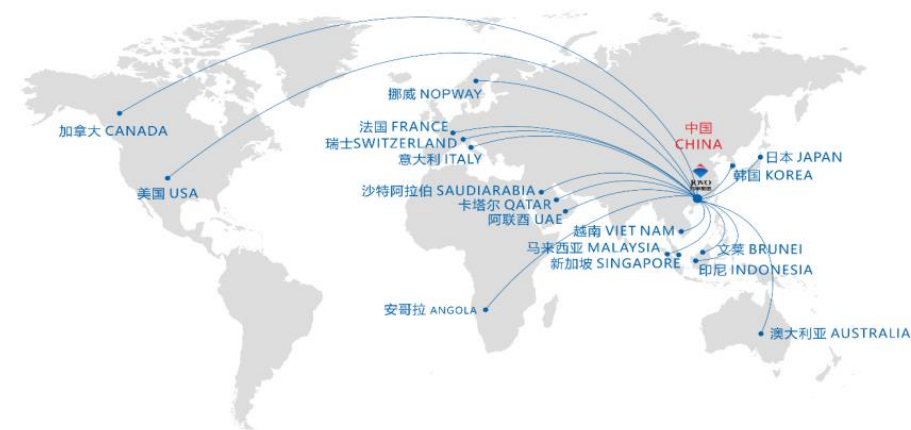 挪威 NOPWAY
加拿大 CANADA
法国 FRANCE
瑞士SWITZERLAND
意大利 ITALY
中国
CHINA
日本 JAPAN
韩国 KOREA
JOVO
美国 USA
沙特阿拉伯 SAUDIARABIA
卡塔尔 QATAR
阿联酋 UAE
越南 VIET NAM
马来西亚 MALAYSIA
文莱 BRUNEI
新加坡 SINGAPORE
印尼 INDONESIA
安哥拉 ANGOLA
澳大利亚 AUSTRALIA